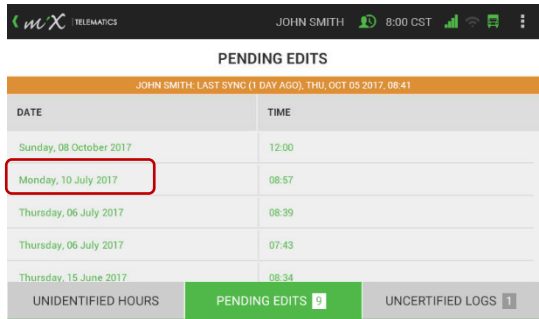 miX TELEMATICS JOHN SMITH 8:00 CST
PENDING EDITS
JOHN SMITH: LAST SYNC (1 DAY AGO), THU, OCT 05 2017, 08:41
DATE TIME
Sunday, 08 October 2017 12:00
Monday, 10 July 2017 08:57
Thursday, 06 July 2017 08:39
Thursday, 06 July 2017 07:43
Thursday, 15 June 2017 08:34
UNIDENTIFIED HOURS PENDING EDITS 9 UNCERTIFIED LOGS 1